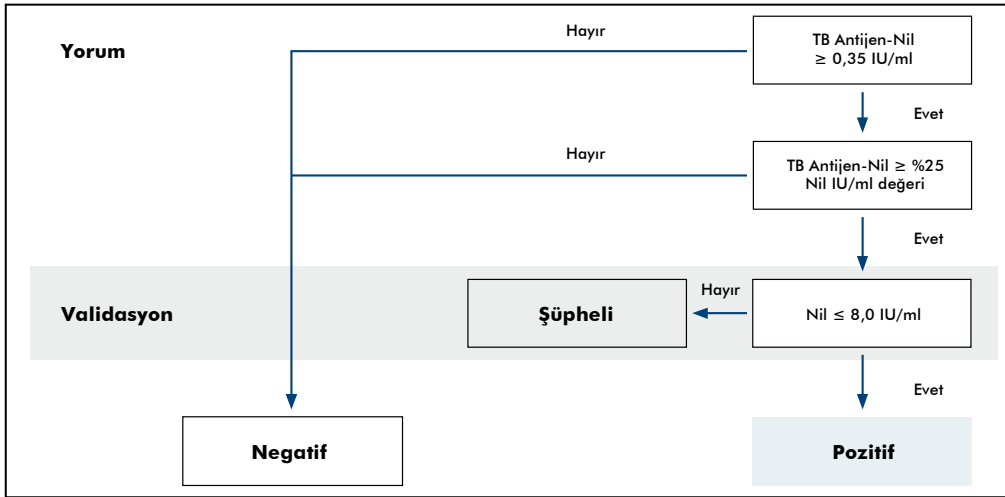 Yorum
Hayır
TB Antijen-Nil
≥ 0,35 IU/ml
Evet
Hayır
TB Antijen-Nil ≥ %25
Nil IU/ml değeri
Evet
Validasyon
Şüpheli
Hayır
Nil ≤ 8,0 IU/ml
Evet
Negatif
Pozitif